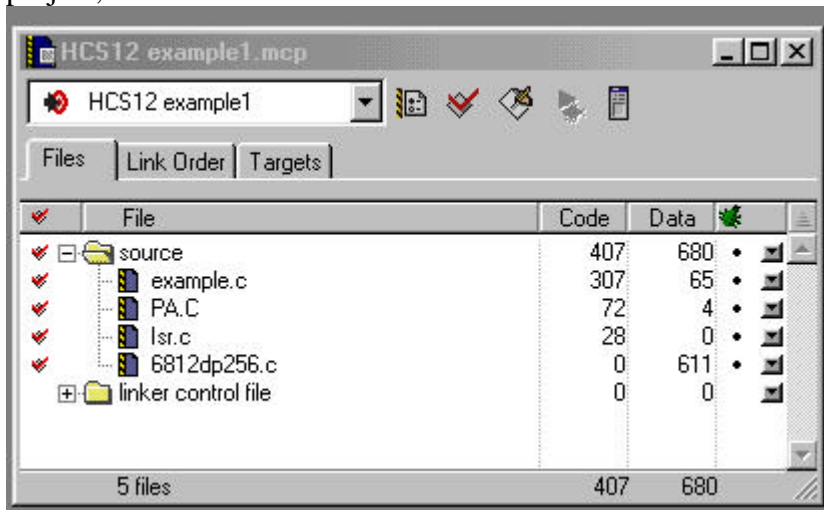 HCS12 example1.mcp
HCS12 example1
Files Link Order Targets
File Code Data
source 407 680
example.c 307 65
PA.C 72 4
Isr.c 28 0
6812dp256.c 0 611
linker control file 0 0
5 files 407 680